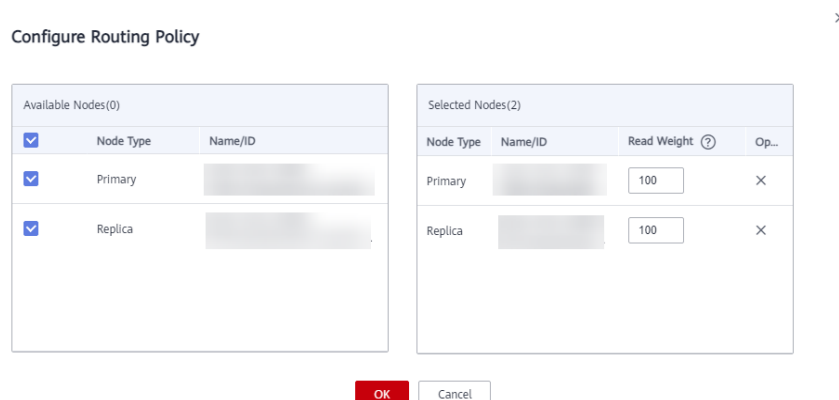 Configure Routing Policy
Available Nodes(0)
Node Type Name/ID
Primary
Replica
Selected Nodes(2)
Node Type Name/ID Read Weight ? Op...
Primary 100
Replica 100
OK Cancel